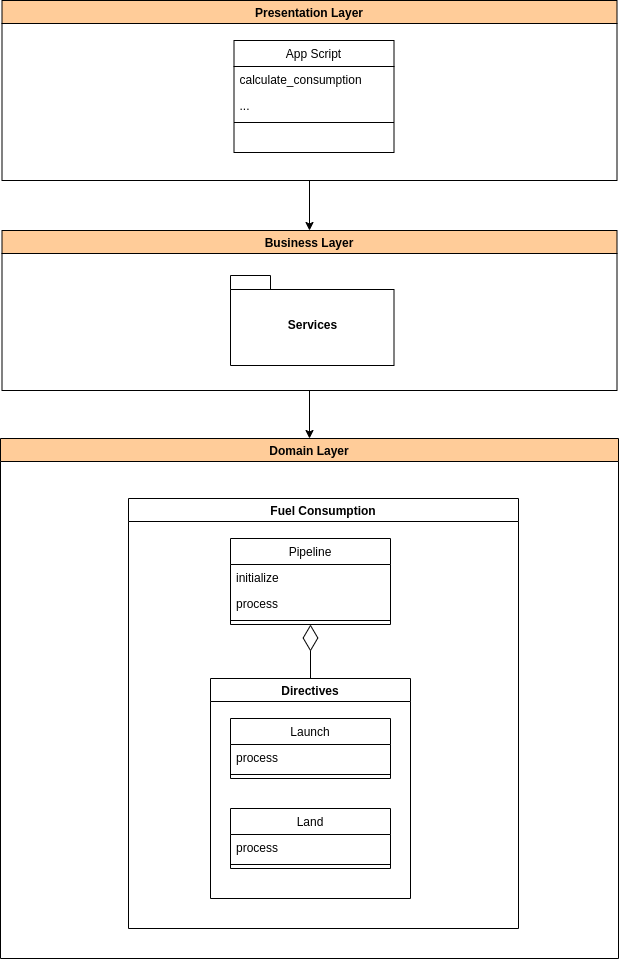 Presentation Layer
App Script
calculate_consumption
...
Business Layer
Services
Domain Layer
Fuel Consumption
Pipeline
initialize
process
Directives
Launch
process
Land
process